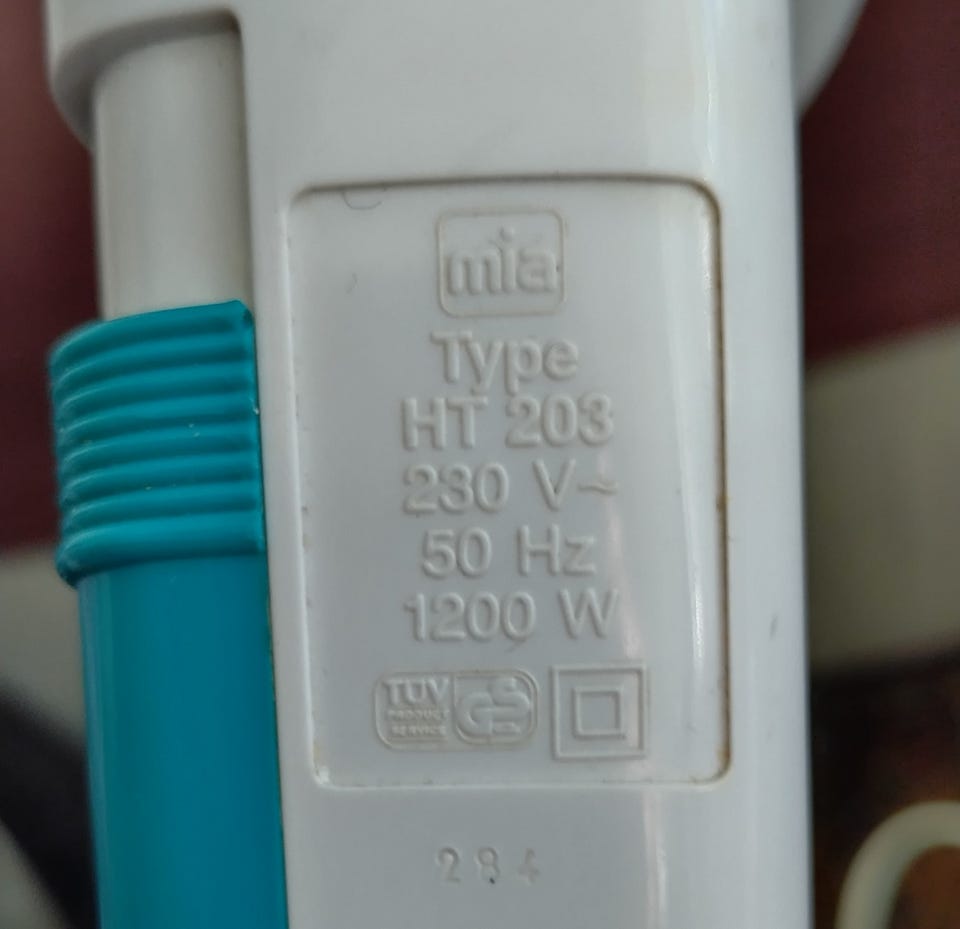 mia
Type
HT 203
230 V~
50 Hz
1200 W
TÜV GS
PRODUCT
SERVICE
284